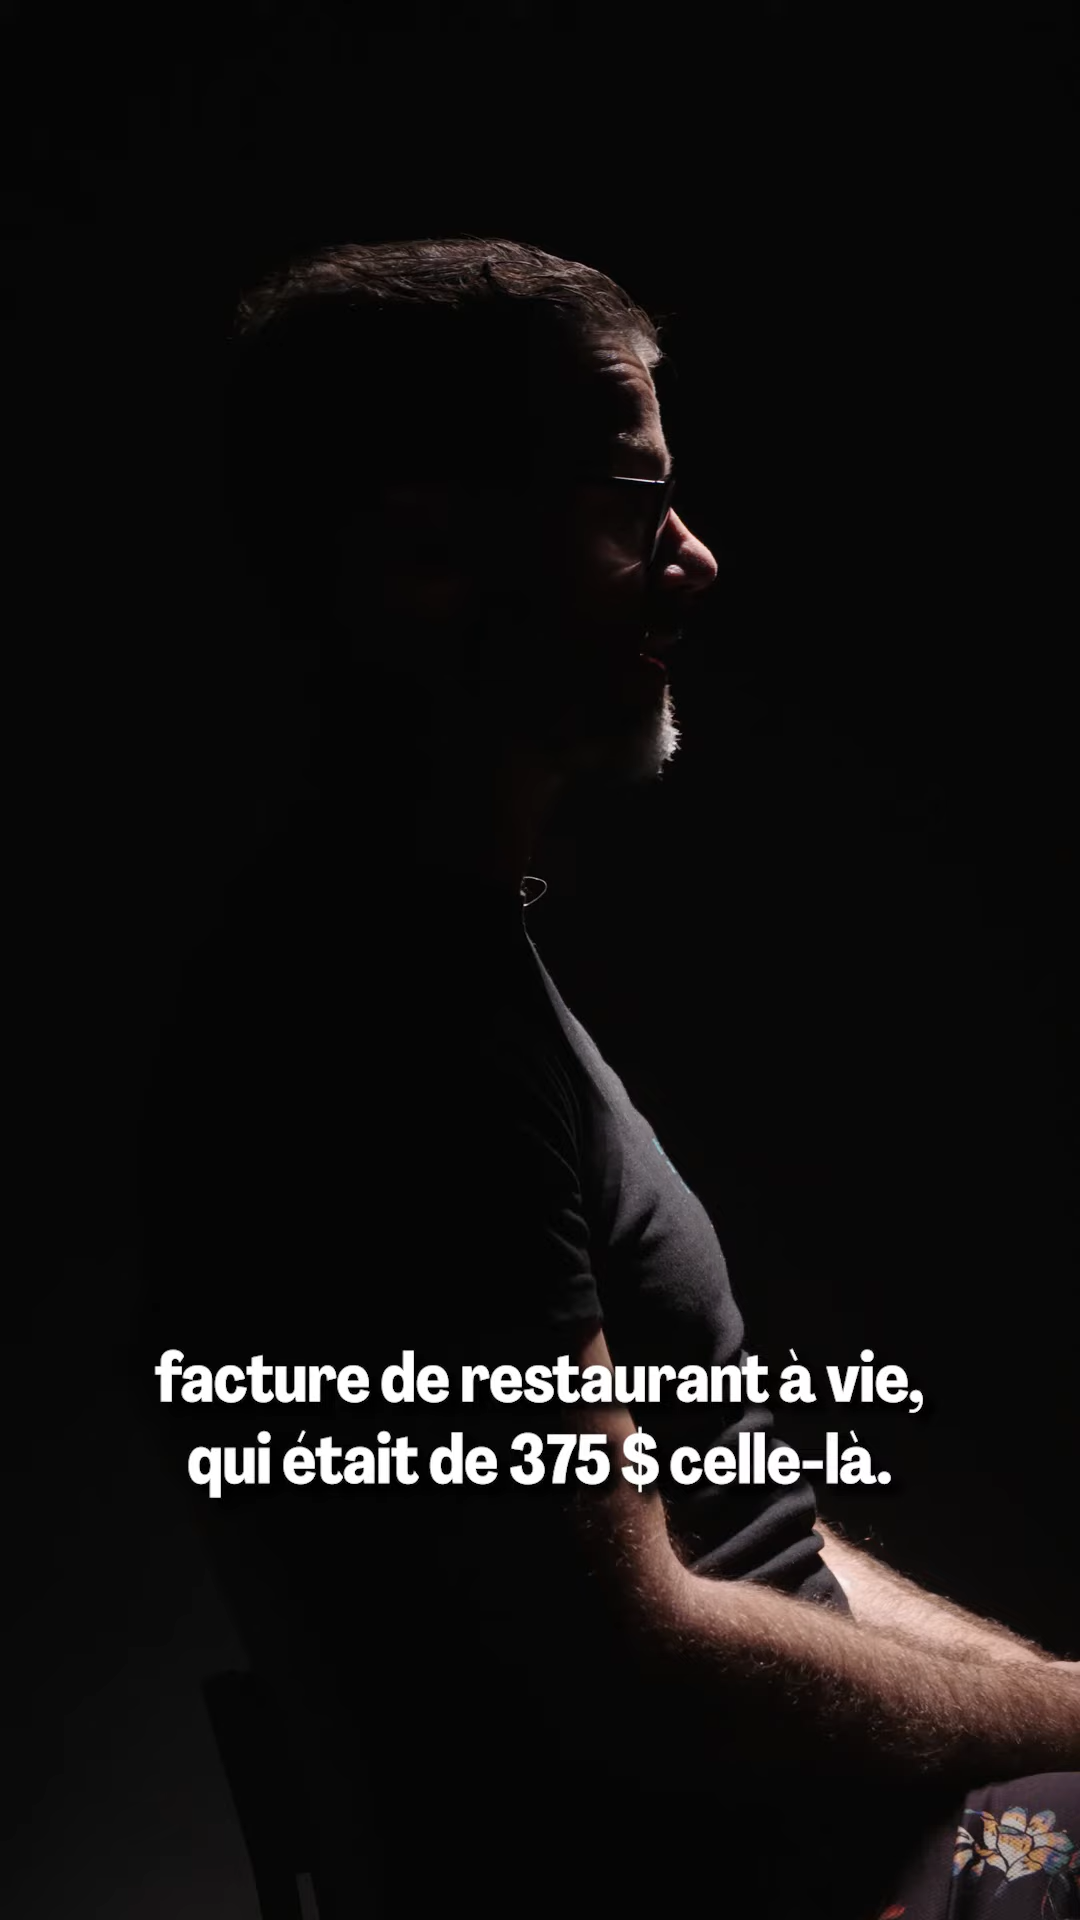 facture de restaurant à vie,
qui était de 375 $ celle-là.